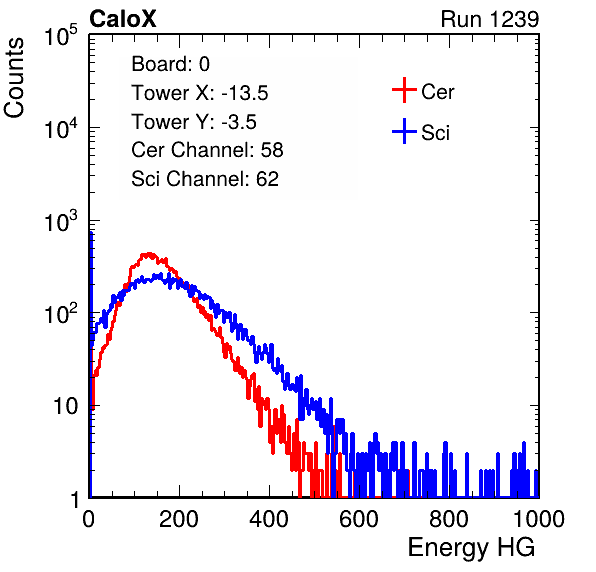 CaloX Run 1239
Counts
Board: 0
Tower X: -13.5
Tower Y: -3.5
Cer Channel: 58
Sci Channel: 62
Cer
Sci
10^5
10^4
10^3
10^2
10
1
0 200 400 600 800 1000
Energy HG